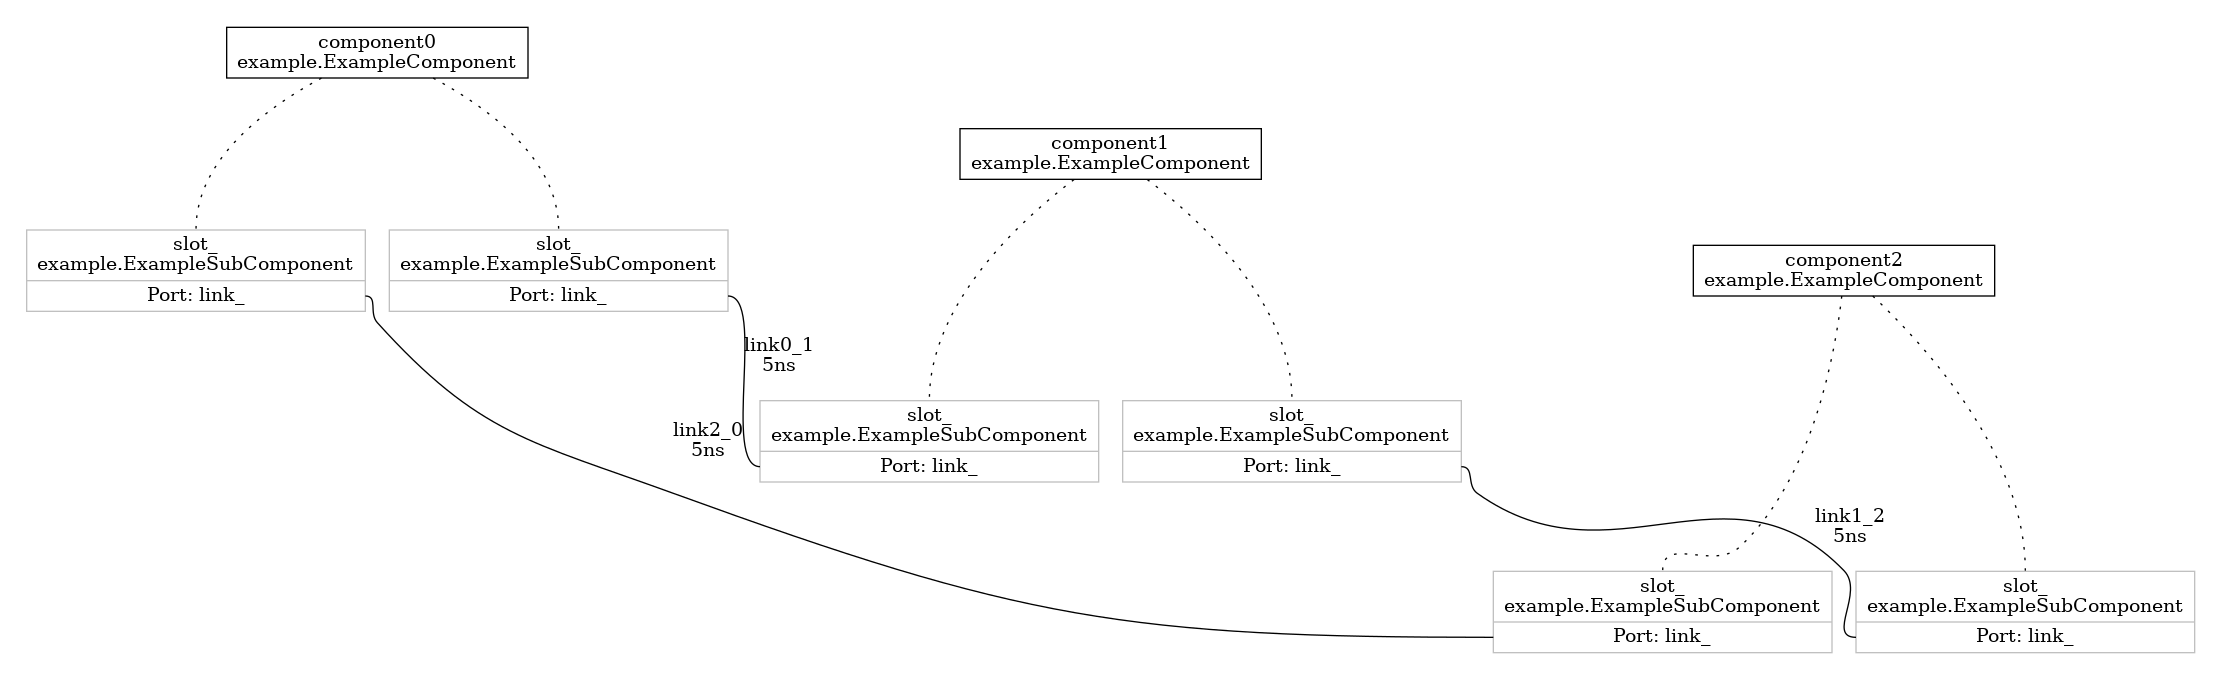 component0
example.ExampleComponent
component1
example.ExampleComponent
slot_
example.ExampleSubComponent
Port: link_
slot_
example.ExampleSubComponent
Port: link_
component2
example.ExampleComponent
link0_1
5ns
link2_0
5ns
slot_
example.ExampleSubComponent
Port: link_
slot_
example.ExampleSubComponent
Port: link_
link1_2
5ns
slot_
example.ExampleSubComponent
Port: link_
slot_
example.ExampleSubComponent
Port: link_